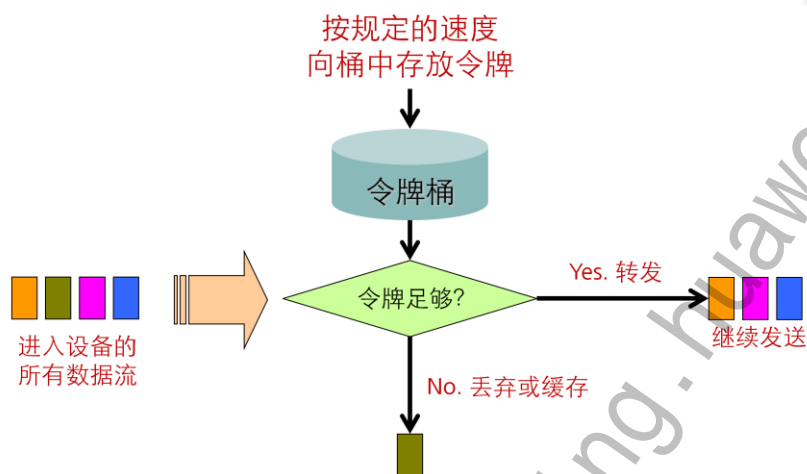 按规定的速度
向桶中存放令牌
令牌桶
令牌足够?
Yes. 转发
进入设备的
所有数据流
继续发送
No. 丢弃或缓存
ing.huawe